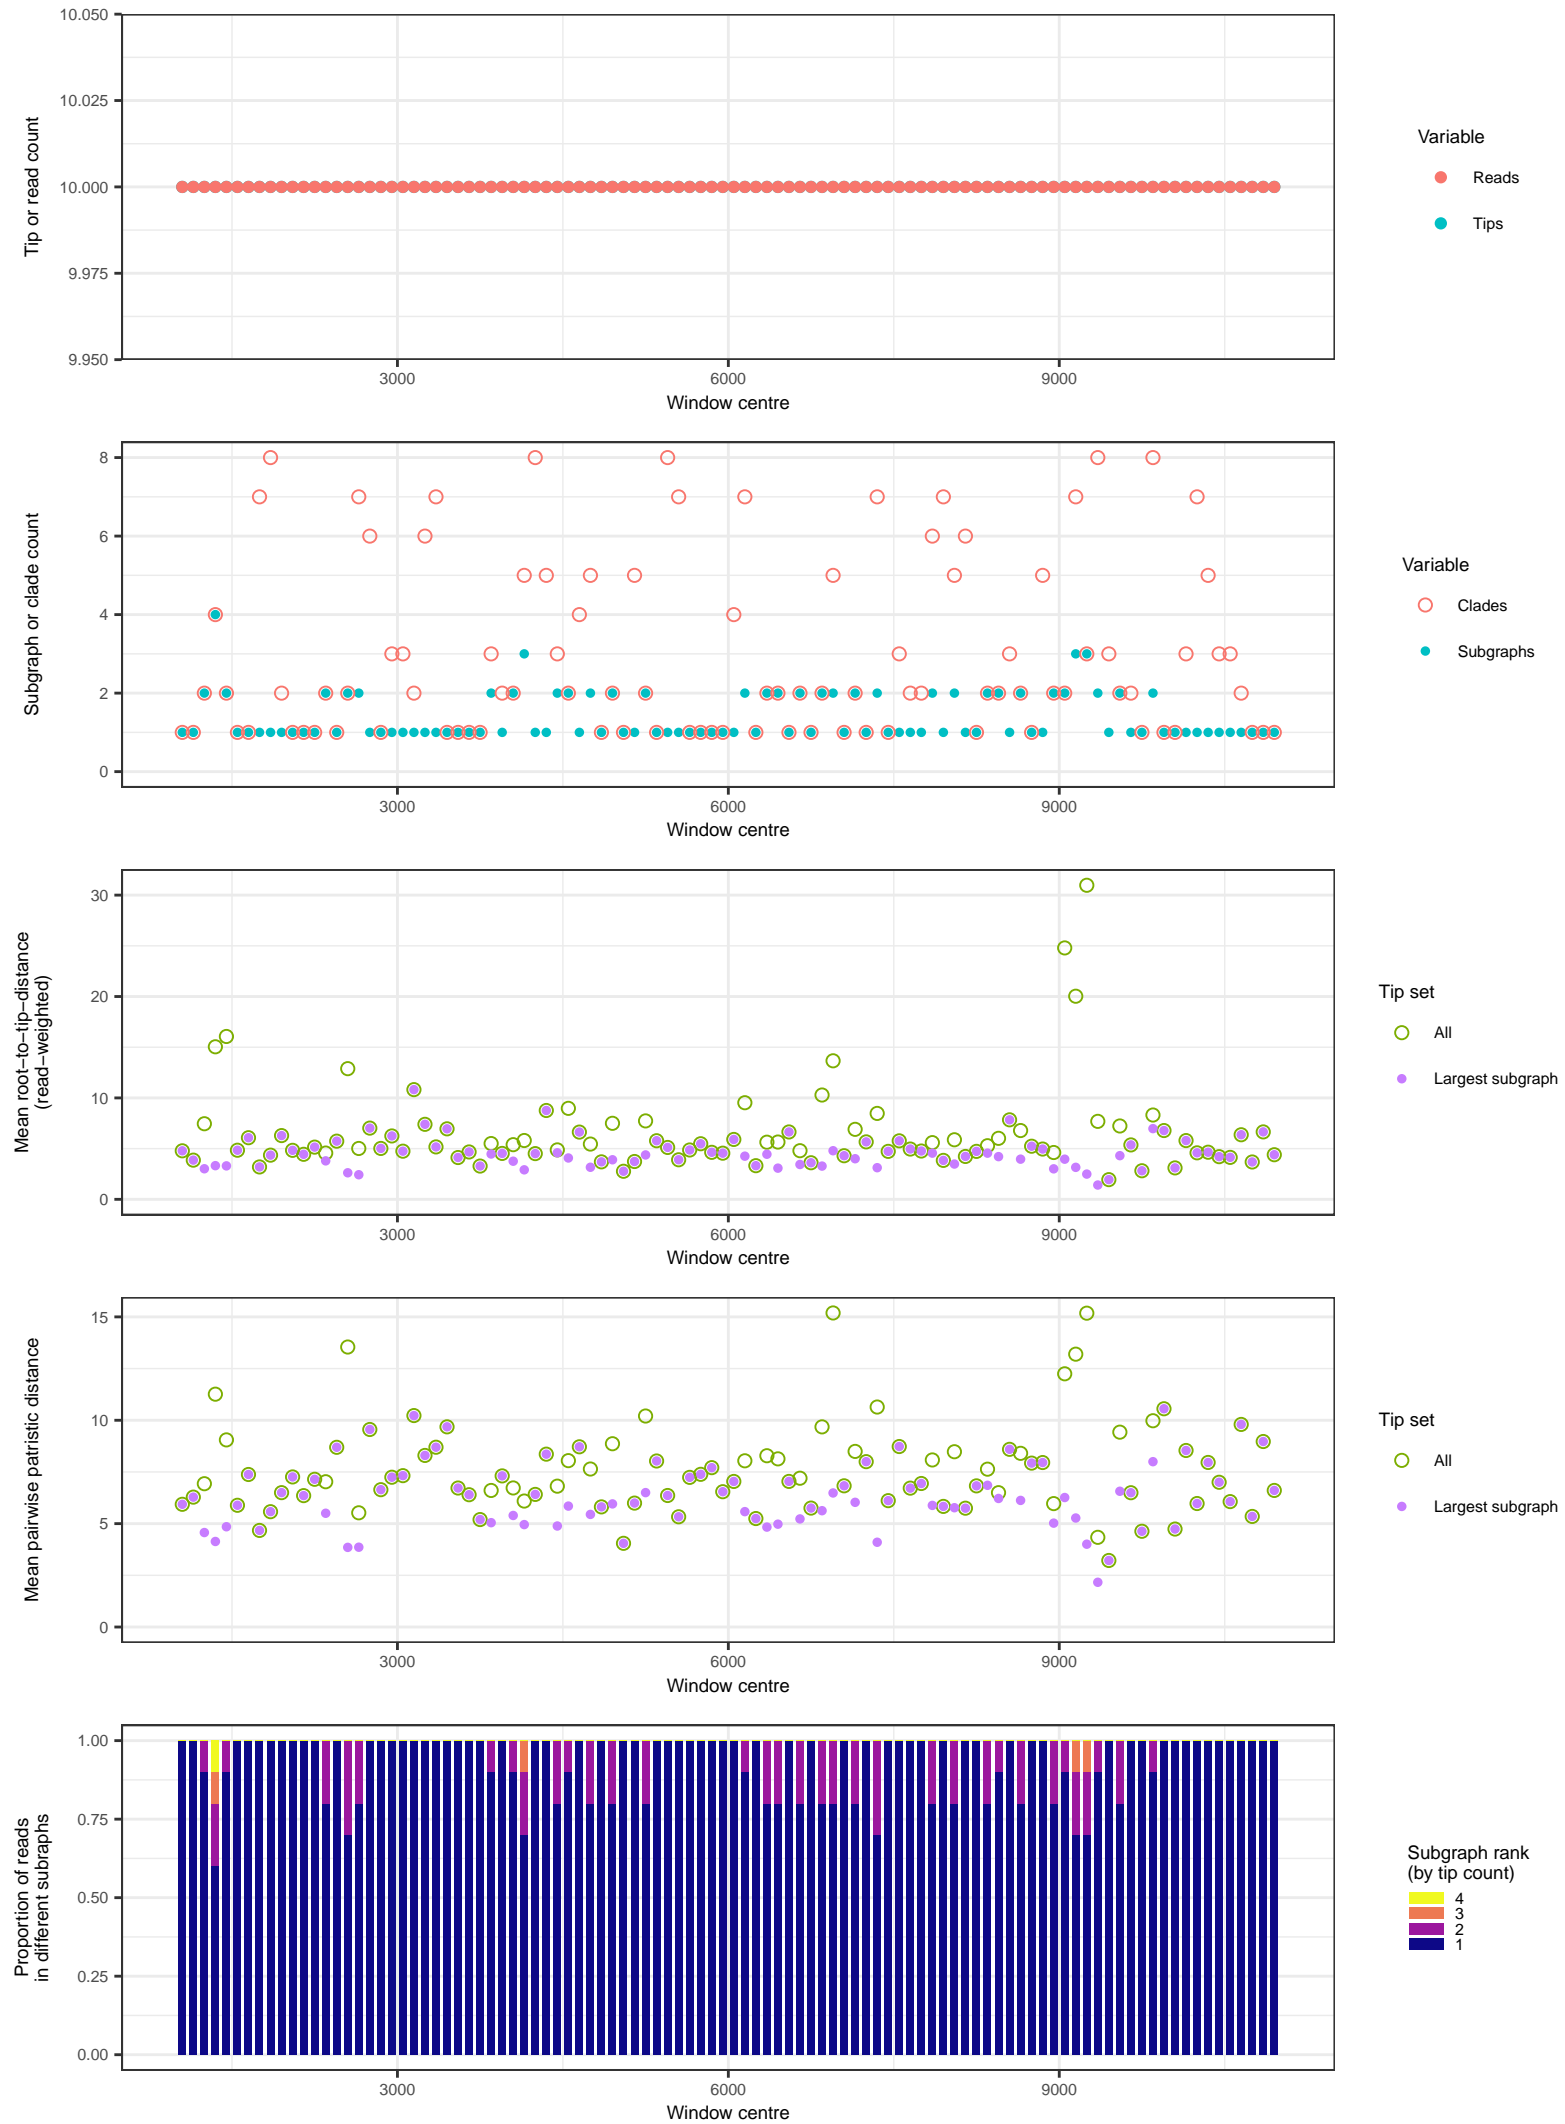 10.050
10.025
10.000
9.975
9.950
Tip or read count
3000
6000
9000
Window centre
Variable
Reads
Tips
8
6
4
2
0
Subgraph or clade count
3000
6000
9000
Window centre
Variable
Clades
Subgraphs
30
20
10
0
Mean root−to−tip−distance
(read−weighted)
3000
6000
9000
Window centre
Tip set
All
Largest subgraph
15
10
5
0
Mean pairwise patristic distance
3000
6000
9000
Window centre
Tip set
All
Largest subgraph
1.00
0.75
0.50
0.25
0.00
Proportion of reads
in different subraphs
3000
6000
9000
Window centre
Subgraph rank
(by tip count)
4
3
2
1